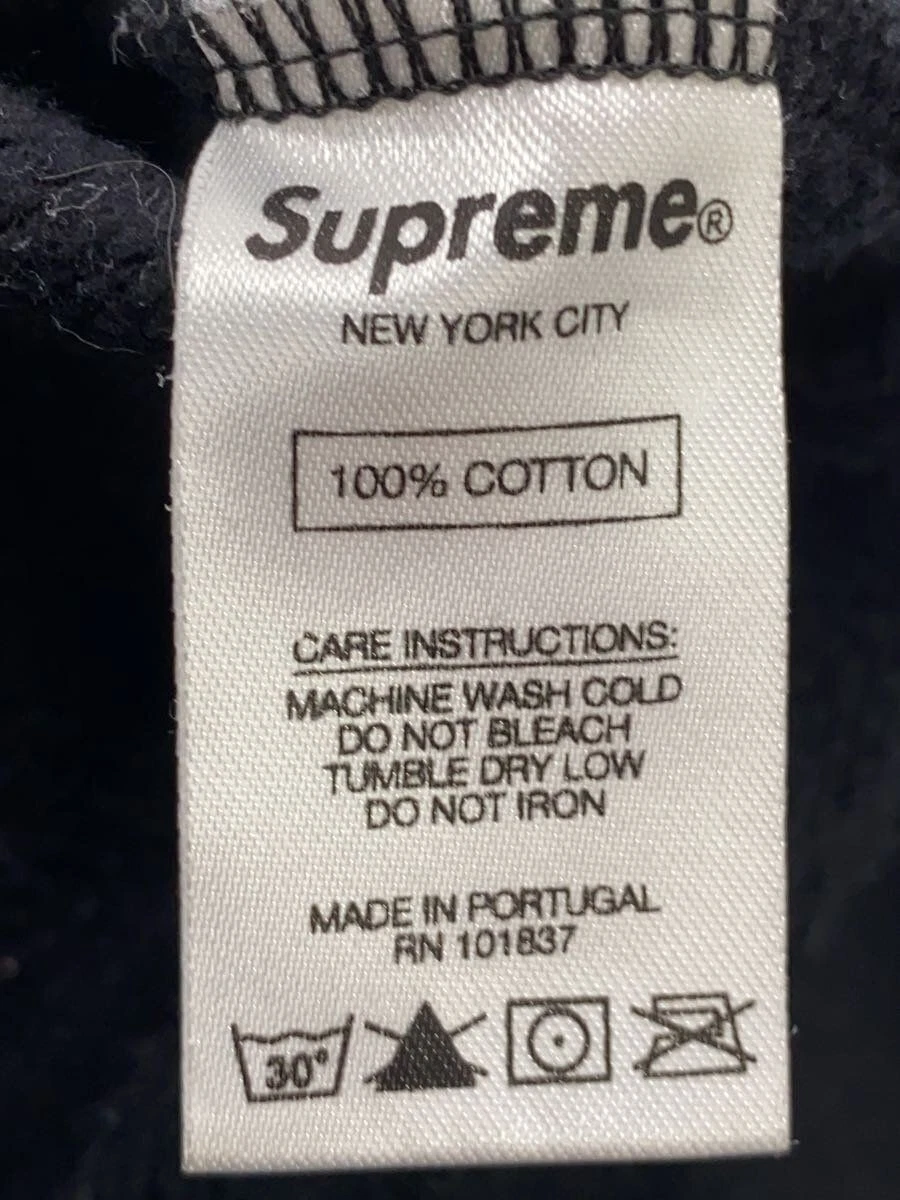 Supreme®
NEW YORK CITY
100% COTTON
CARE INSTRUCTIONS:
MACHINE WASH COLD
DO NOT BLEACH
TUMBLE DRY LOW
DO NOT IRON
MADE IN PORTUGAL
RN 101837
30°